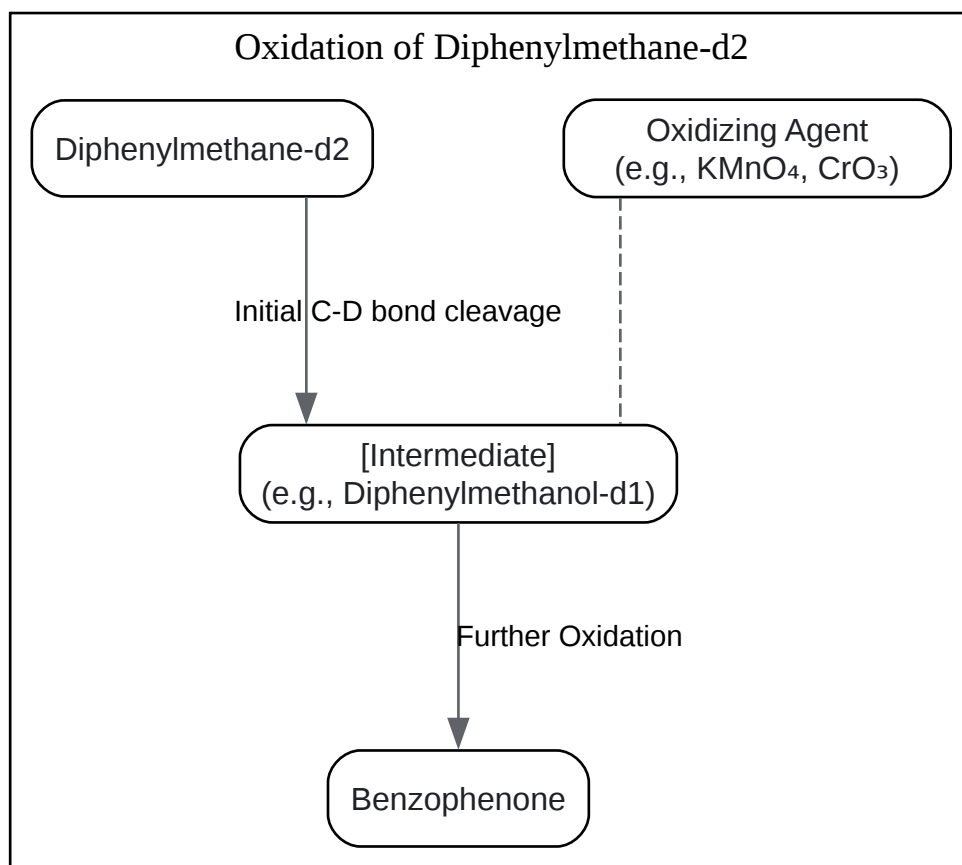 Oxidation of Diphenylmethane-d2
Diphenylmethane-d2
Oxidizing Agent
(e.g., KMnO₄, CrO₃)
Initial C-D bond cleavage
[Intermediate]
(e.g., Diphenylmethanol-d1)
Further Oxidation
Benzophenone